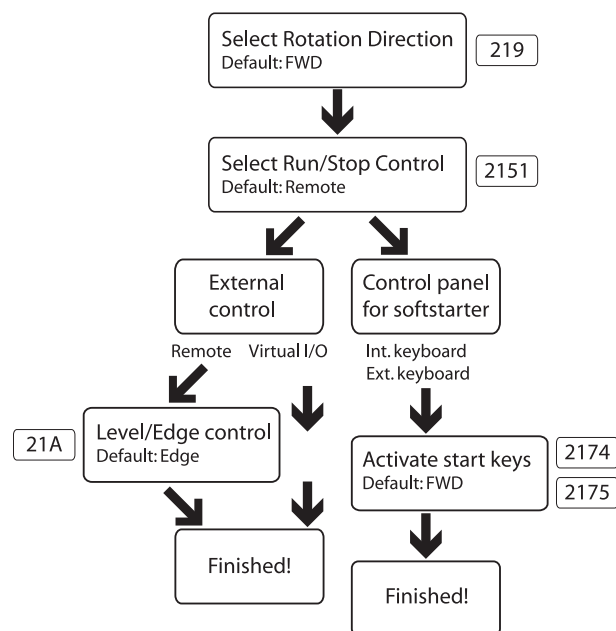 Select Rotation Direction
Default: FWD
219
Select Run/Stop Control
Default: Remote
2151
External
control
Control panel
for softstarter
Remote
Virtual I/O
Int. keyboard
Ext. keyboard
21A
Level/Edge control
Default: Edge
Activate start keys
Default: FWD
2174
2175
Finished!
Finished!